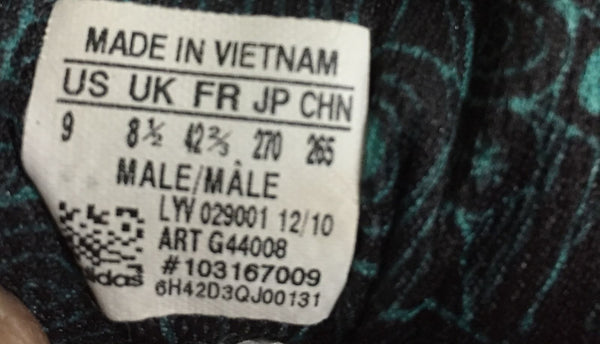 MADE IN VIETNAM
US UK FR JP CHN
9 8½ 42⅔ 270 265
MALE/MÂLE
LYV 029001 12/10
ART G44008
#103167009
6H42D3QJ00131
adidas